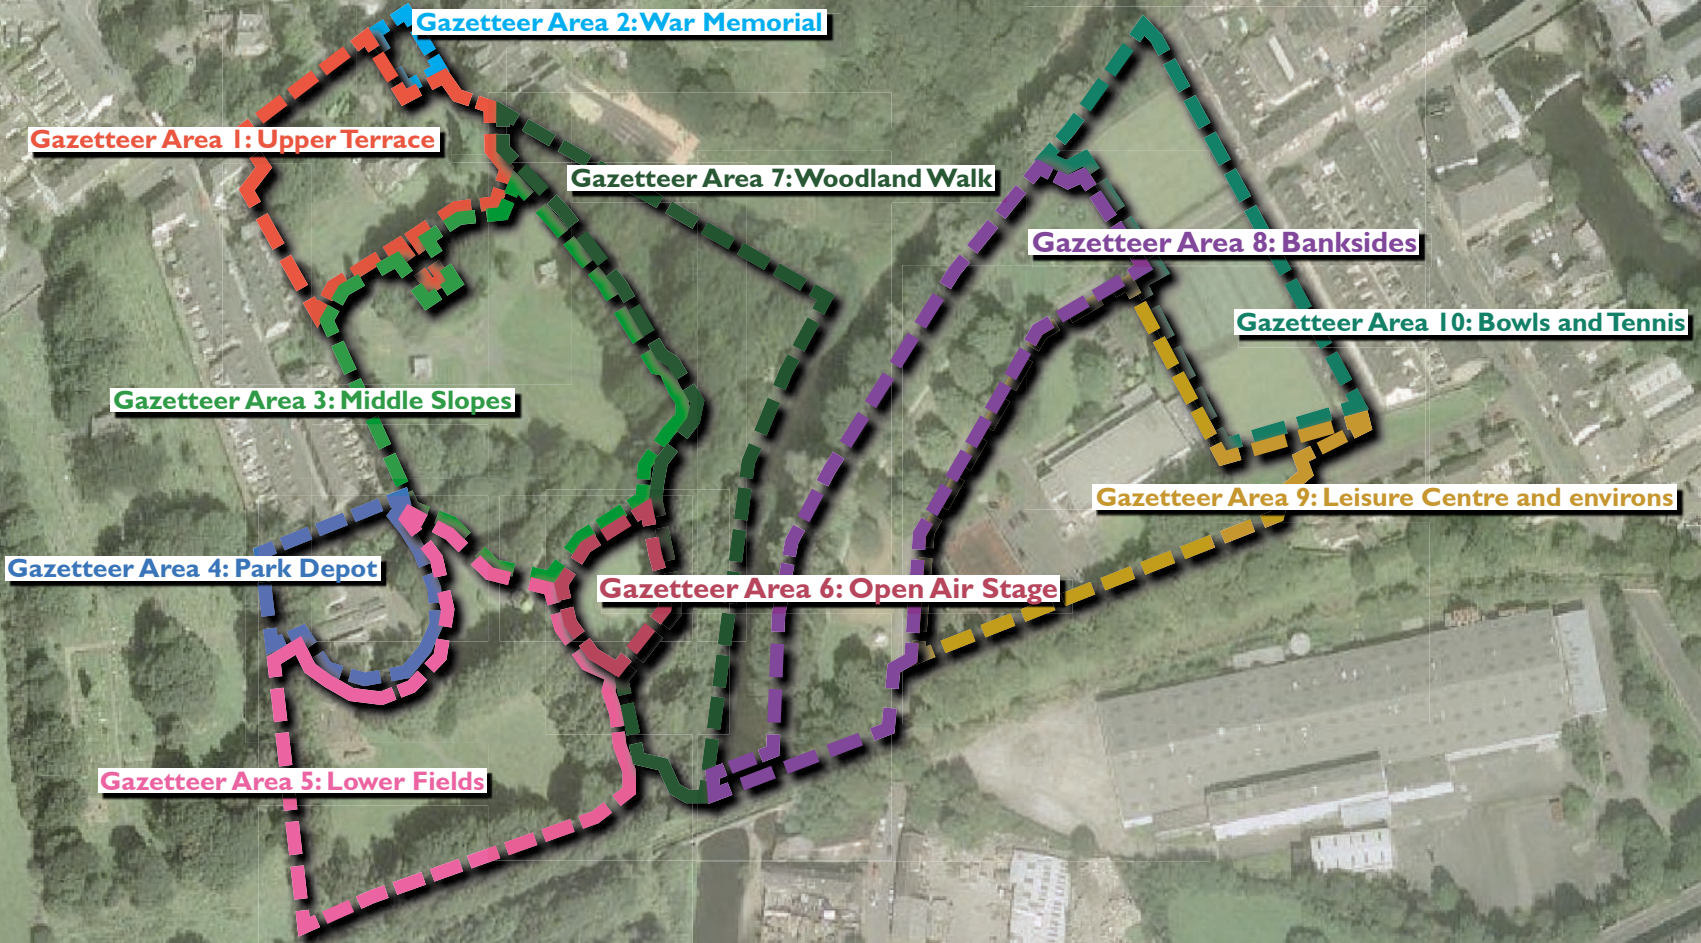 Gazetteer Area 2: War Memorial
Gazetteer Area 1: Upper Terrace
Gazetteer Area 7: Woodland Walk
Gazetteer Area 8: Banksides
Gazetteer Area 10: Bowls and Tennis
Gazetteer Area 3: Middle Slopes
Gazetteer Area 9: Leisure Centre and environs
Gazetteer Area 4: Park Depot
Gazetteer Area 6: Open Air Stage
Gazetteer Area 5: Lower Fields